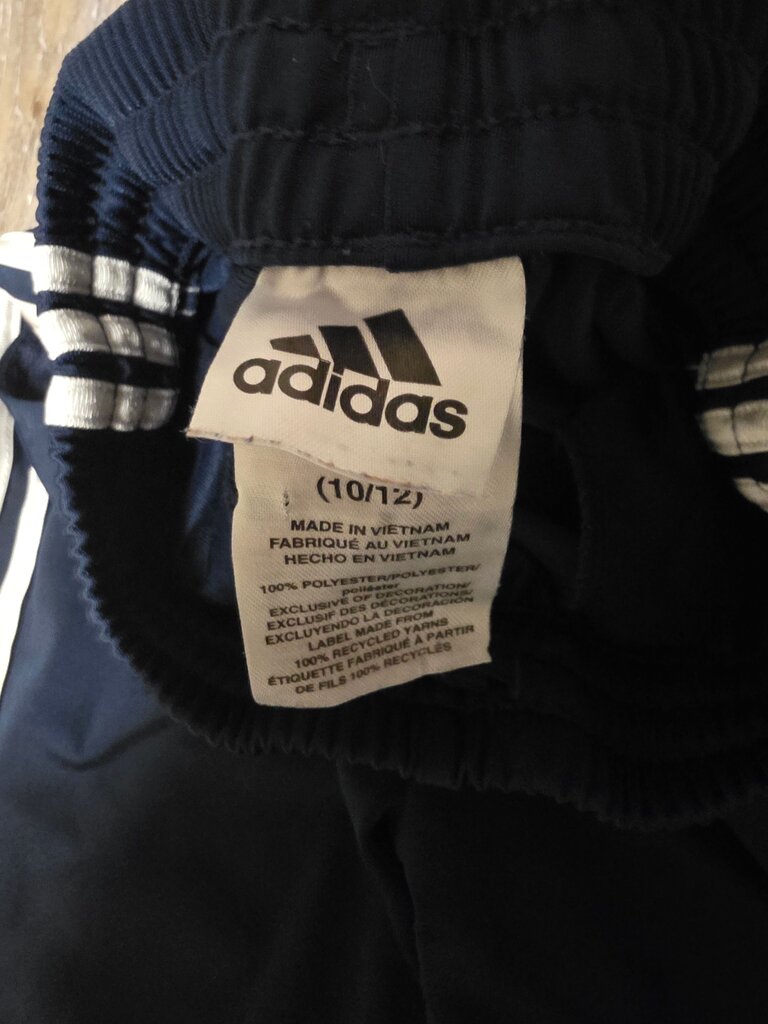 adidas
(10/12)
MADE IN VIETNAM
FABRIQUÉ AU VIETNAM
HECHO EN VIETNAM
100% POLYESTER/POLYESTER/
poliéster
EXCLUSIVE OF DECORATION/
EXCLUSIF DES DÉCORATIONS/
EXCLUYENDO LA DECORACIÓN
LABEL MADE FROM
100% RECYCLED YARNS
ÉTIQUETTE FABRIQUÉ À PARTIR
DE FILS 100% RECYCLÉS